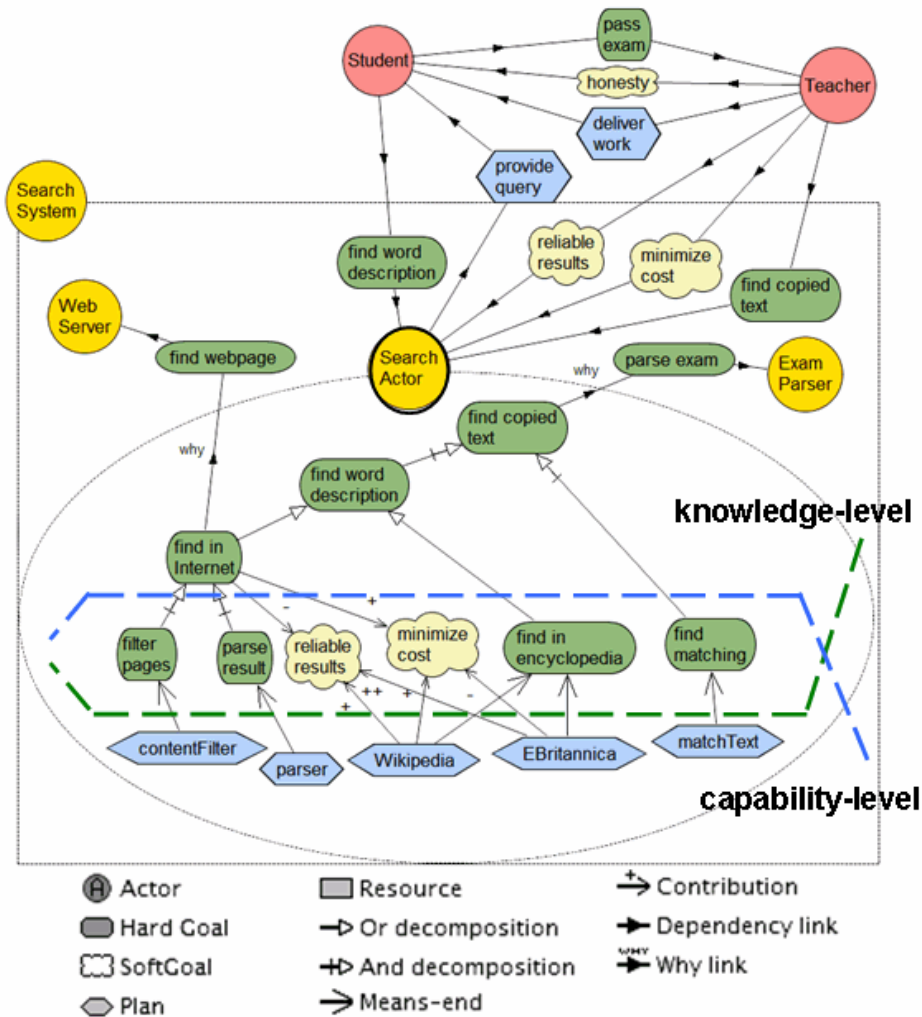 pass
exam
Student
honesty
Teacher
deliver
work
provide
query
Search
System
reliable
results
minimize
cost
find word
description
find copied
text
Web
Server
find webpage
Search
Actor
why
parse exam
Exam
Parser
find copied
text
why
find word
description
knowledge-level
find in
Internet
-
+
filter
pages
parse
result
reliable
results
minimize
cost
find in
encyclopedia
find
matching
++
+
-
+
contentFilter
parser
Wikipedia
EBritannica
matchText
capability-level
A Actor
Resource
+ Contribution
Hard Goal
Or decomposition
Dependency link
SoftGoal
And decomposition
WHY Why link
Plan
Means-end